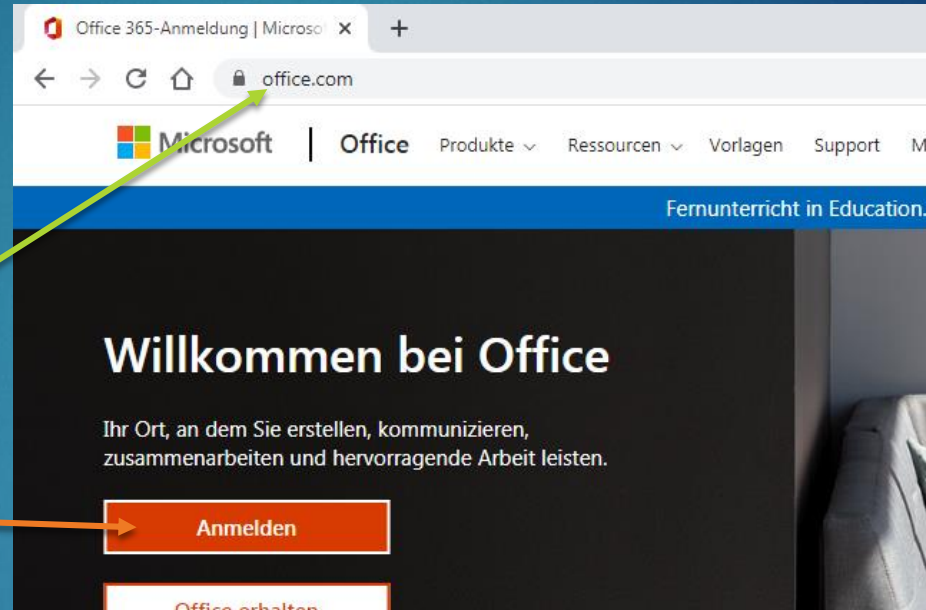 Office 365-Anmeldung | Microso
office.com
Microsoft | Office Produkte Ressourcen Vorlagen Support M
Fernunterricht in Education.
Willkommen bei Office
Ihr Ort, an dem Sie erstellen, kommunizieren,
zusammenarbeiten und hervorragende Arbeit leisten.
Anmelden
Office erhalten